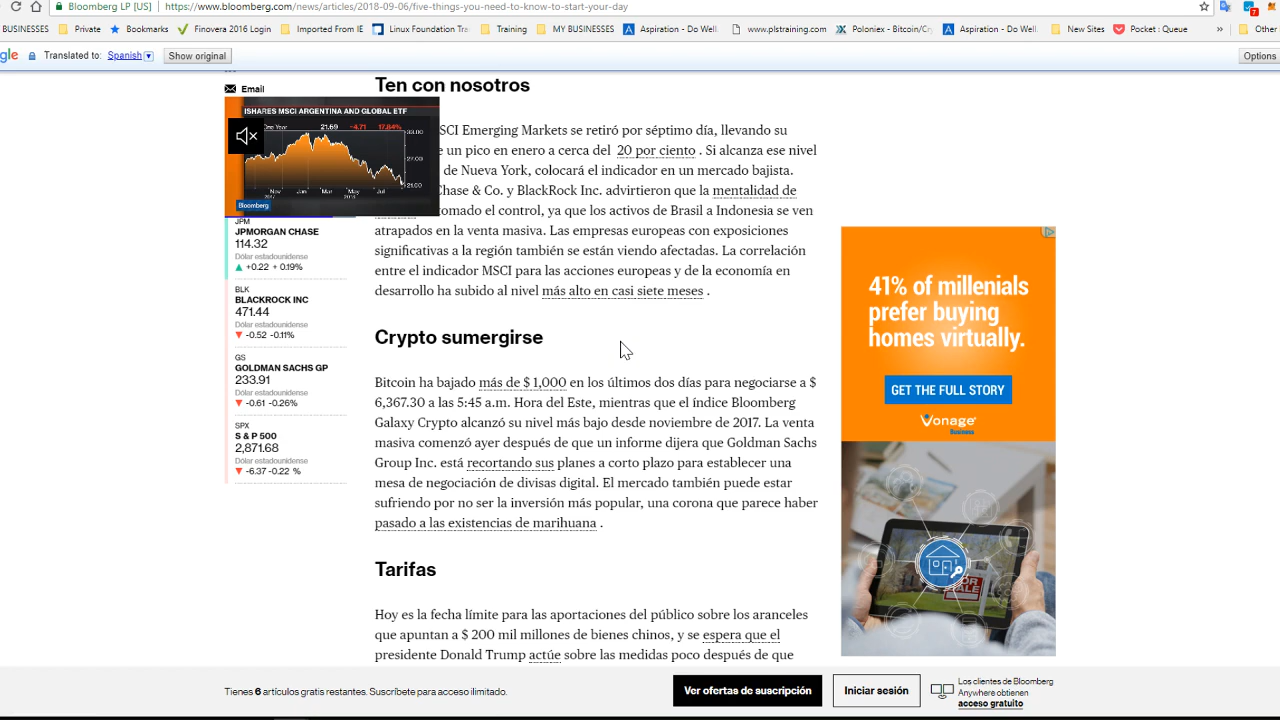 Bloomberg LP [US]
https://www.bloomberg.com/news/articles/2018-09-06/five-things-you-need-to-know-to-start-your-day
7
BUSINESSES
Private
Bookmarks
Finovera 2016 Login
Imported From IE
Linux Foundation Tra
Training
MY BUSINESSES
Aspiration - Do Well
www.plstraining.com
Poloniex - Bitcoin/Cry
Aspiration - Do Well.
New Sites
Pocket : Queue
»
Other
gle
Translated to: Spanish
Show original
Options
Email
Ten con nosotros
ISHARES MSCI ARGENTINA AND GLOBAL ETF
One Year 21.69 -4.71 17.84%
33.00
27.00
21.00
Nov Jan Mar May Jul
2017 2018
Bloomberg
SCI Emerging Markets se retiró por séptimo día, llevando su
e un pico en enero a cerca del 20 por ciento . Si alcanza ese nivel
de Nueva York, colocará el indicador en un mercado bajista.
Chase & Co. y BlackRock Inc. advirtieron que la mentalidad de
tomado el control, ya que los activos de Brasil a Indonesia se ven
atrapados en la venta masiva. Las empresas europeas con exposiciones
significativas a la región también se están viendo afectadas. La correlación
entre el indicador MSCI para las acciones europeas y de la economía en
desarrollo ha subido al nivel más alto en casi siete meses .
JPM
JPMORGAN CHASE
114.32
Dólar estadounidense
+0.22 + 0.19%
BLK
BLACKROCK INC
471.44
Dólar estadounidense
-0.52 -0.11%
GS
GOLDMAN SACHS GP
233.91
Dólar estadounidense
-0.61 -0.26%
SPX
S & P 500
2,871.68
-6.37 -0.22 %
Crypto sumergirse
Bitcoin ha bajado más de $ 1,000 en los últimos dos días para negociarse a $
6,367.30 a las 5:45 a.m. Hora del Este, mientras que el índice Bloomberg
Galaxy Crypto alcanzó su nivel más bajo desde noviembre de 2017. La venta
masiva comenzó ayer después de que un informe dijera que Goldman Sachs
Group Inc. está recortando sus planes a corto plazo para establecer una
mesa de negociación de divisas digital. El mercado también puede estar
sufriendo por no ser la inversión más popular, una corona que parece haber
pasado a las existencias de marihuana .
Tarifas
Hoy es la fecha límite para las aportaciones del público sobre los aranceles
que apuntan a $ 200 mil millones de bienes chinos, y se espera que el
presidente Donald Trump actúe sobre las medidas poco después de que
41% of millenials
prefer buying
homes virtually.
GET THE FULL STORY
Vonage
Business
SALE
Tienes 6 artículos gratis restantes. Suscríbete para acceso ilimitado.
Ver ofertas de suscripción
Iniciar sesión
Los clientes de Bloomberg
Anywhere obtienen
acceso gratuito